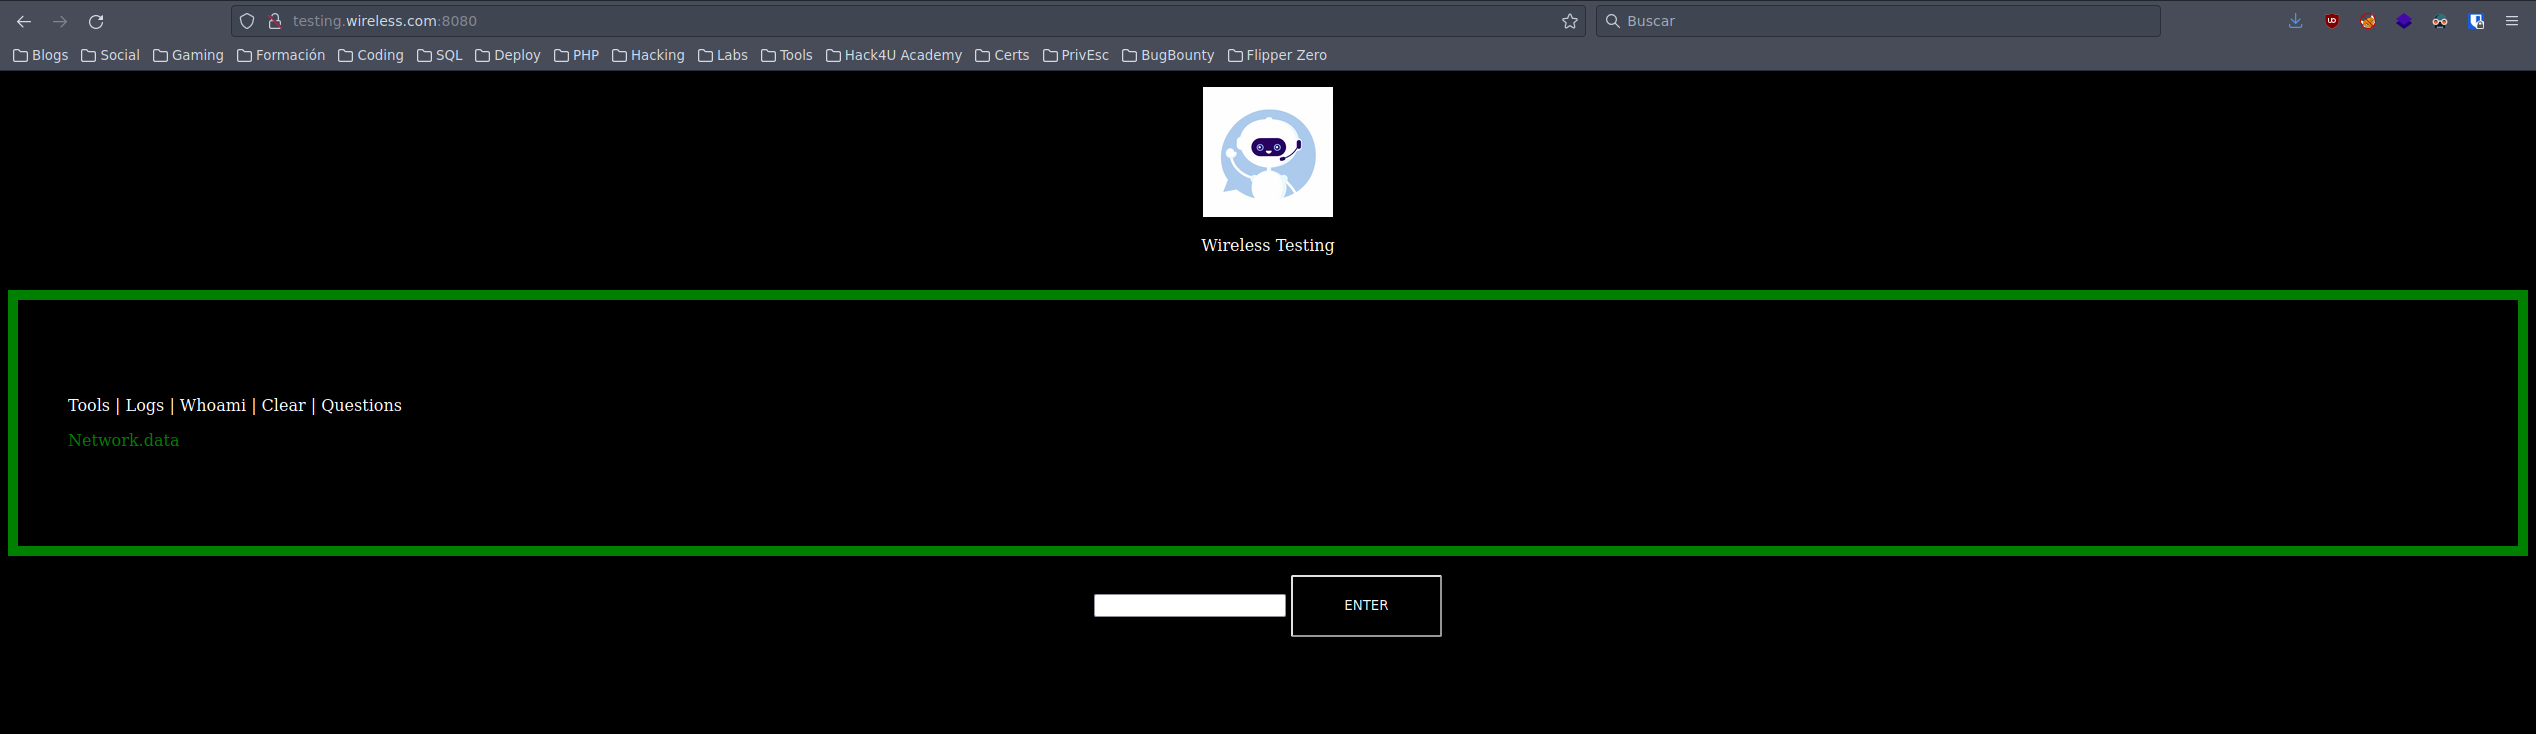 testing.wireless.com:8080
Buscar
Blogs Social Gaming Formación Coding SQL Deploy PHP Hacking Labs Tools Hack4U Academy Certs PrivEsc BugBounty Flipper Zero
Wireless Testing
Tools | Logs | Whoami | Clear | Questions
Network.data
ENTER